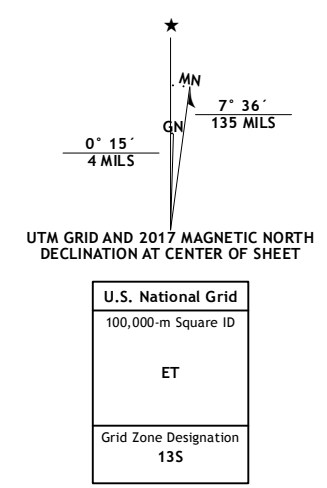 ★
MN
GN
7° 36´
135 MILS
0° 15´
4 MILS
UTM GRID AND 2017 MAGNETIC NORTH
DECLINATION AT CENTER OF SHEET
U.S. National Grid
100,000-m Square ID
ET
Grid Zone Designation
13S